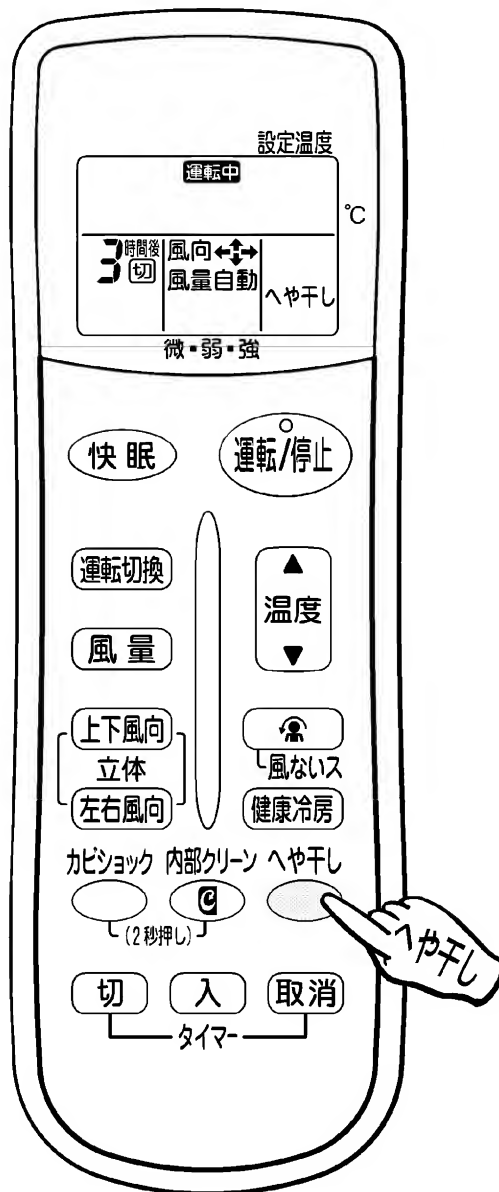 設定温度
運転中
℃
3 時間後 切
風向
風量自動
へや干し
微・弱・強
快眠
運転/停止
運転切換
温度
風量
上下風向
立体
風ないス
左右風向
健康冷房
カビショック 内部クリーン へや干し
(2秒押し)
へや干し
切 入 取消
タイマー